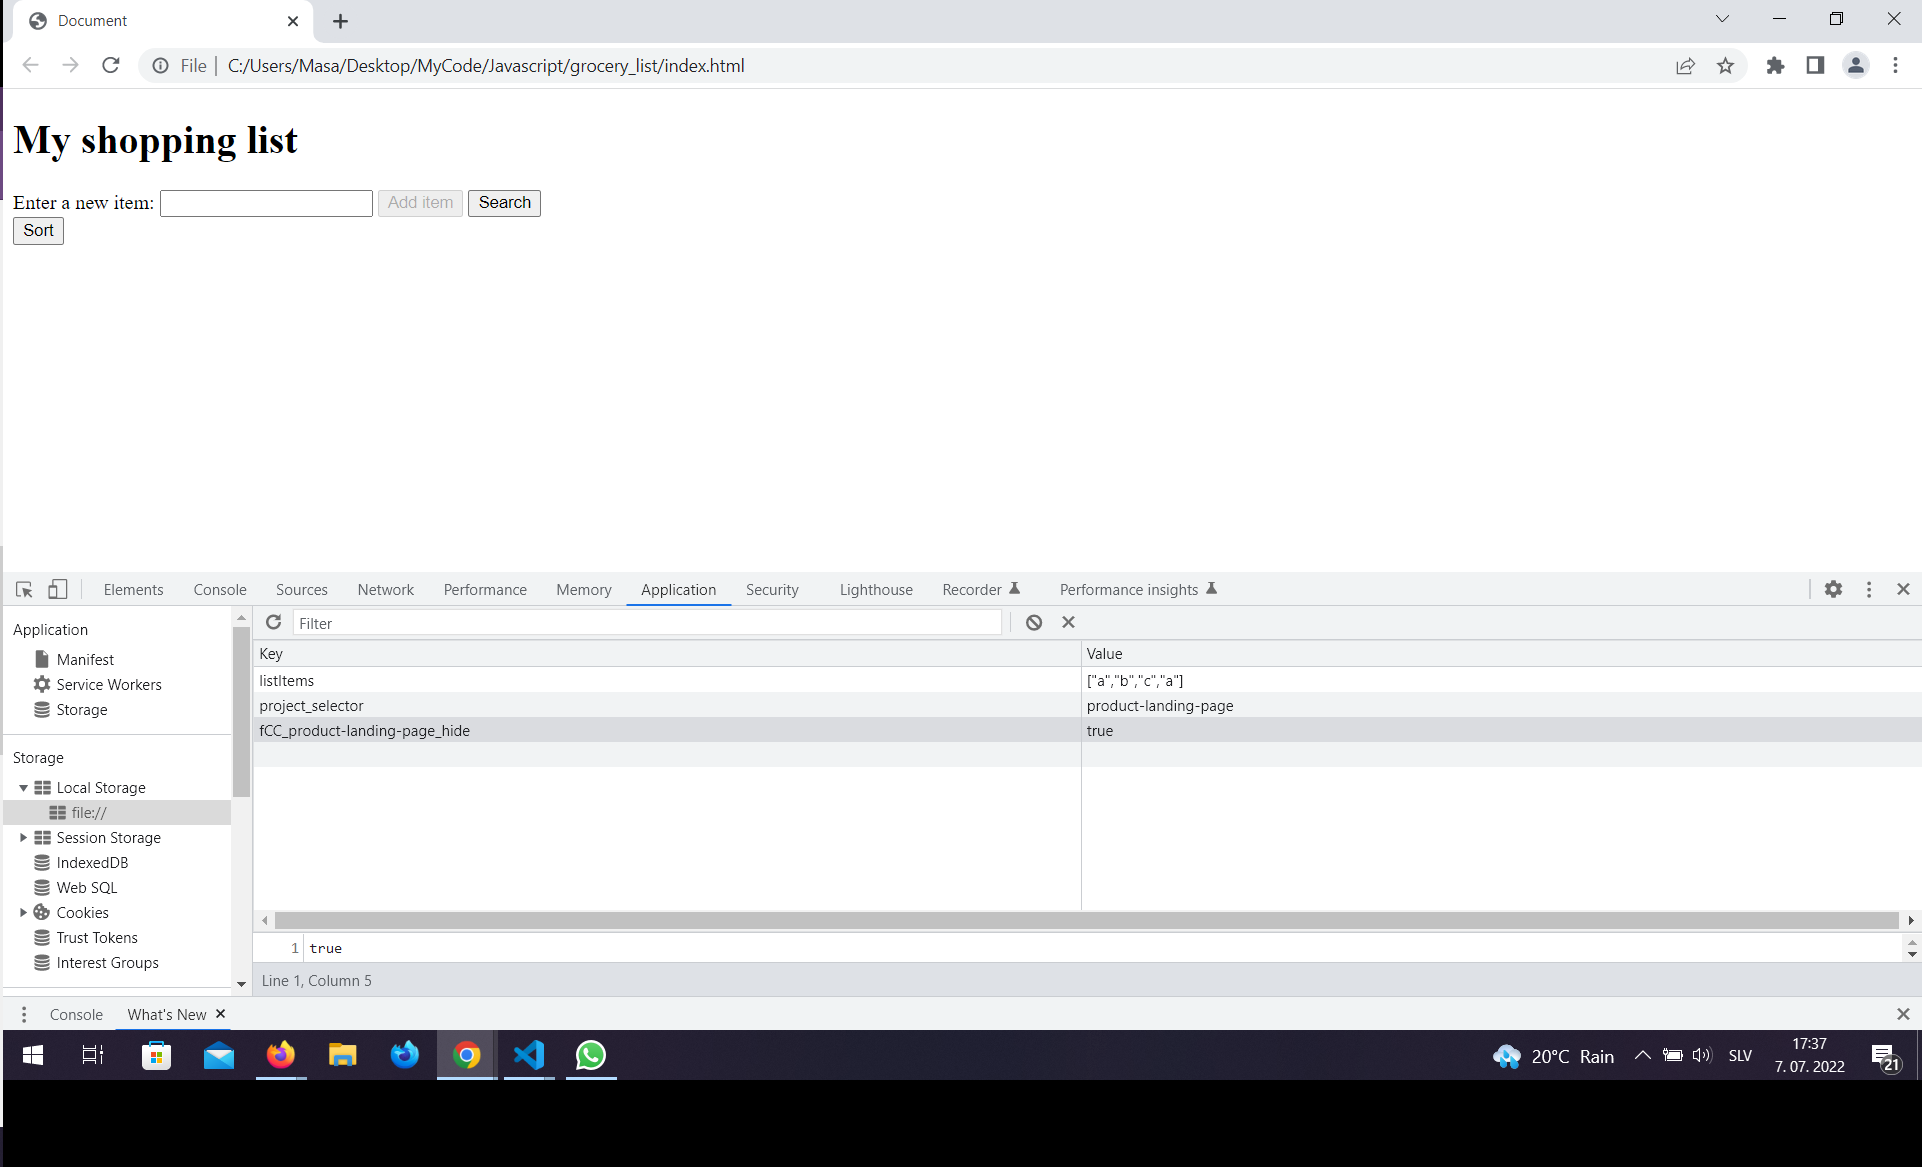 Document
File | C:/Users/Masa/Desktop/MyCode/Javascript/grocery_list/index.html
My shopping list
Enter a new item: Add item Search
Sort
Elements Console Sources Network Performance Memory Application Security Lighthouse Recorder Performance insights
Application
Manifest
Service Workers
Storage
Storage
Local Storage
file://
Session Storage
IndexedDB
Web SQL
Cookies
Trust Tokens
Interest Groups
Filter
Key Value
listItems ["a","b","c","a"]
project_selector product-landing-page
fCC_product-landing-page_hide true
1 true
Line 1, Column 5
Console What's New
20°C Rain SLV 17:37
7. 07. 2022
21